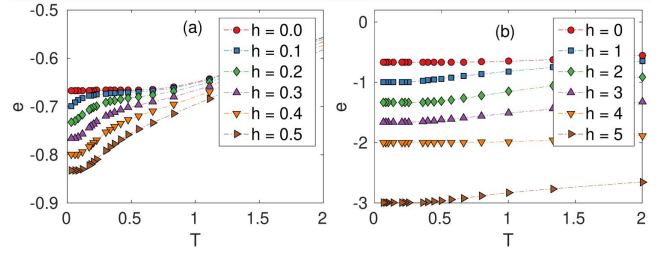 (a)
-0.5
-0.6
-0.7
-0.8
-0.9
e
0
0.5
1
1.5
2
T
h = 0.0
h = 0.1
h = 0.2
h = 0.3
h = 0.4
h = 0.5
(b)
0
-1
-2
-3
e
0
0.5
1
1.5
2
T
h = 0
h = 1
h = 2
h = 3
h = 4
h = 5